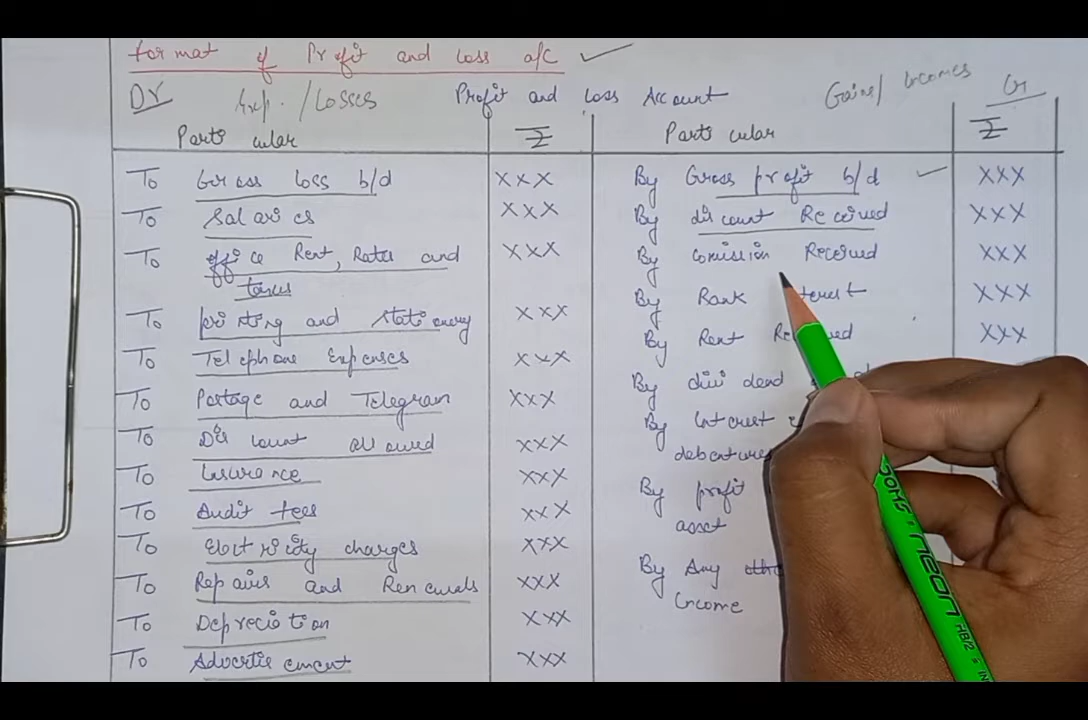 Format of Profit and Loss a/c
Dr Exp. / Losses Profit and Loss Account Gains/ Incomes Cr
Particular ₹ Particular ₹
To Gross Loss b/d XXX By Gross profit b/d XXX
To Salaries XXX By discount Received XXX
To office Rent, Rates and XXX By Comission Received XXX
taxes
By Bank XXX
To printing and stationery XXX By Rent XXX
To Telephone Expenses XXX By dividend
To Postage and Telegram XXX By Interest
debentures
To Discount allowed XXX
To Insurence XXX By profit
asset
To Audit fees XXX
To Electricity charges XXX By Any
Income
To Repairs and Renewals XXX
To Depreciation XXX
To Advertisement XXX
DOMS NEON HB/2